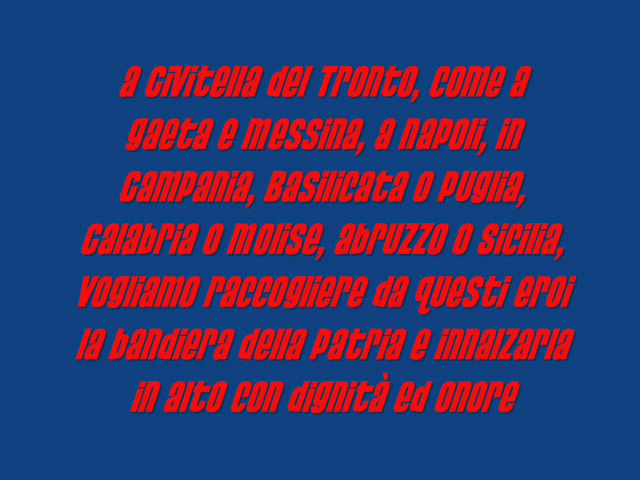 a Civitella del Tronto, come a
gaeta e messina, a napoli, in
Campania, Basilicata o puglia,
Calabria o molise, abruzzo o sicilia,
vogliamo raccogliere da questi eroi
la bandiera della patria e innalzarla
in alto con dignità ed onore